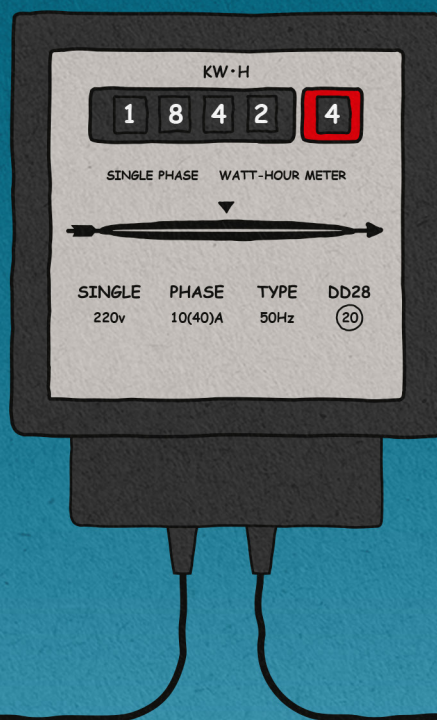 KW·H
1 8 4 2 4
SINGLE PHASE WATT-HOUR METER
SINGLE PHASE TYPE DD28
220v 10(40)A 50Hz 20